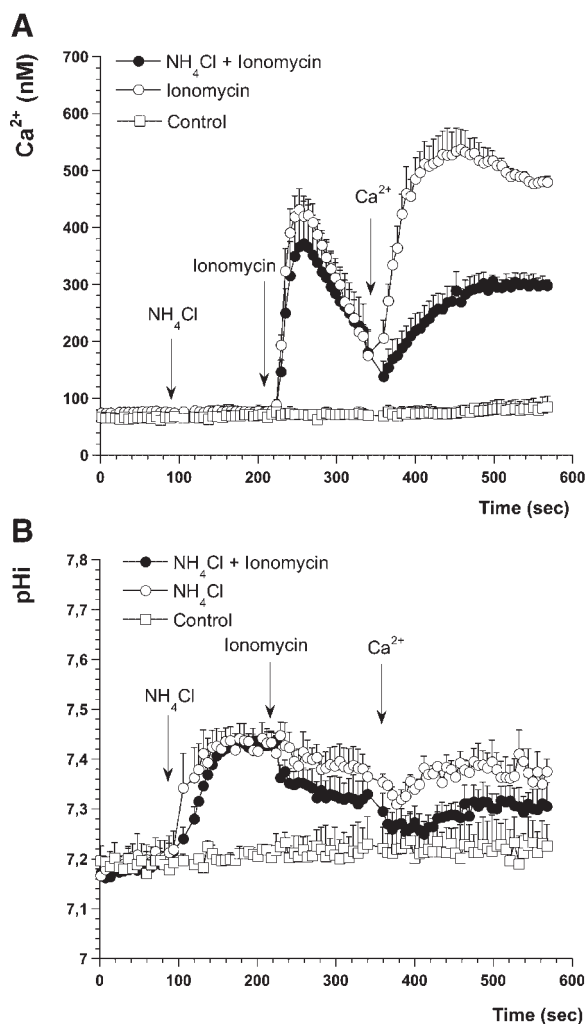 A
Ca2+ (nM)
700
600
500
400
300
200
100
0
NH4Cl + Ionomycin
Ionomycin
Control
Ca2+
Ionomycin
NH4Cl
0 100 200 300 400 500 600
Time (sec)
B
pHi
7,8
7,7
7,6
7,5
7,4
7,3
7,2
7,1
7
NH4Cl + Ionomycin
NH4Cl
Control
Ionomycin
Ca2+
NH4Cl
0 100 200 300 400 500 600
Time (sec)